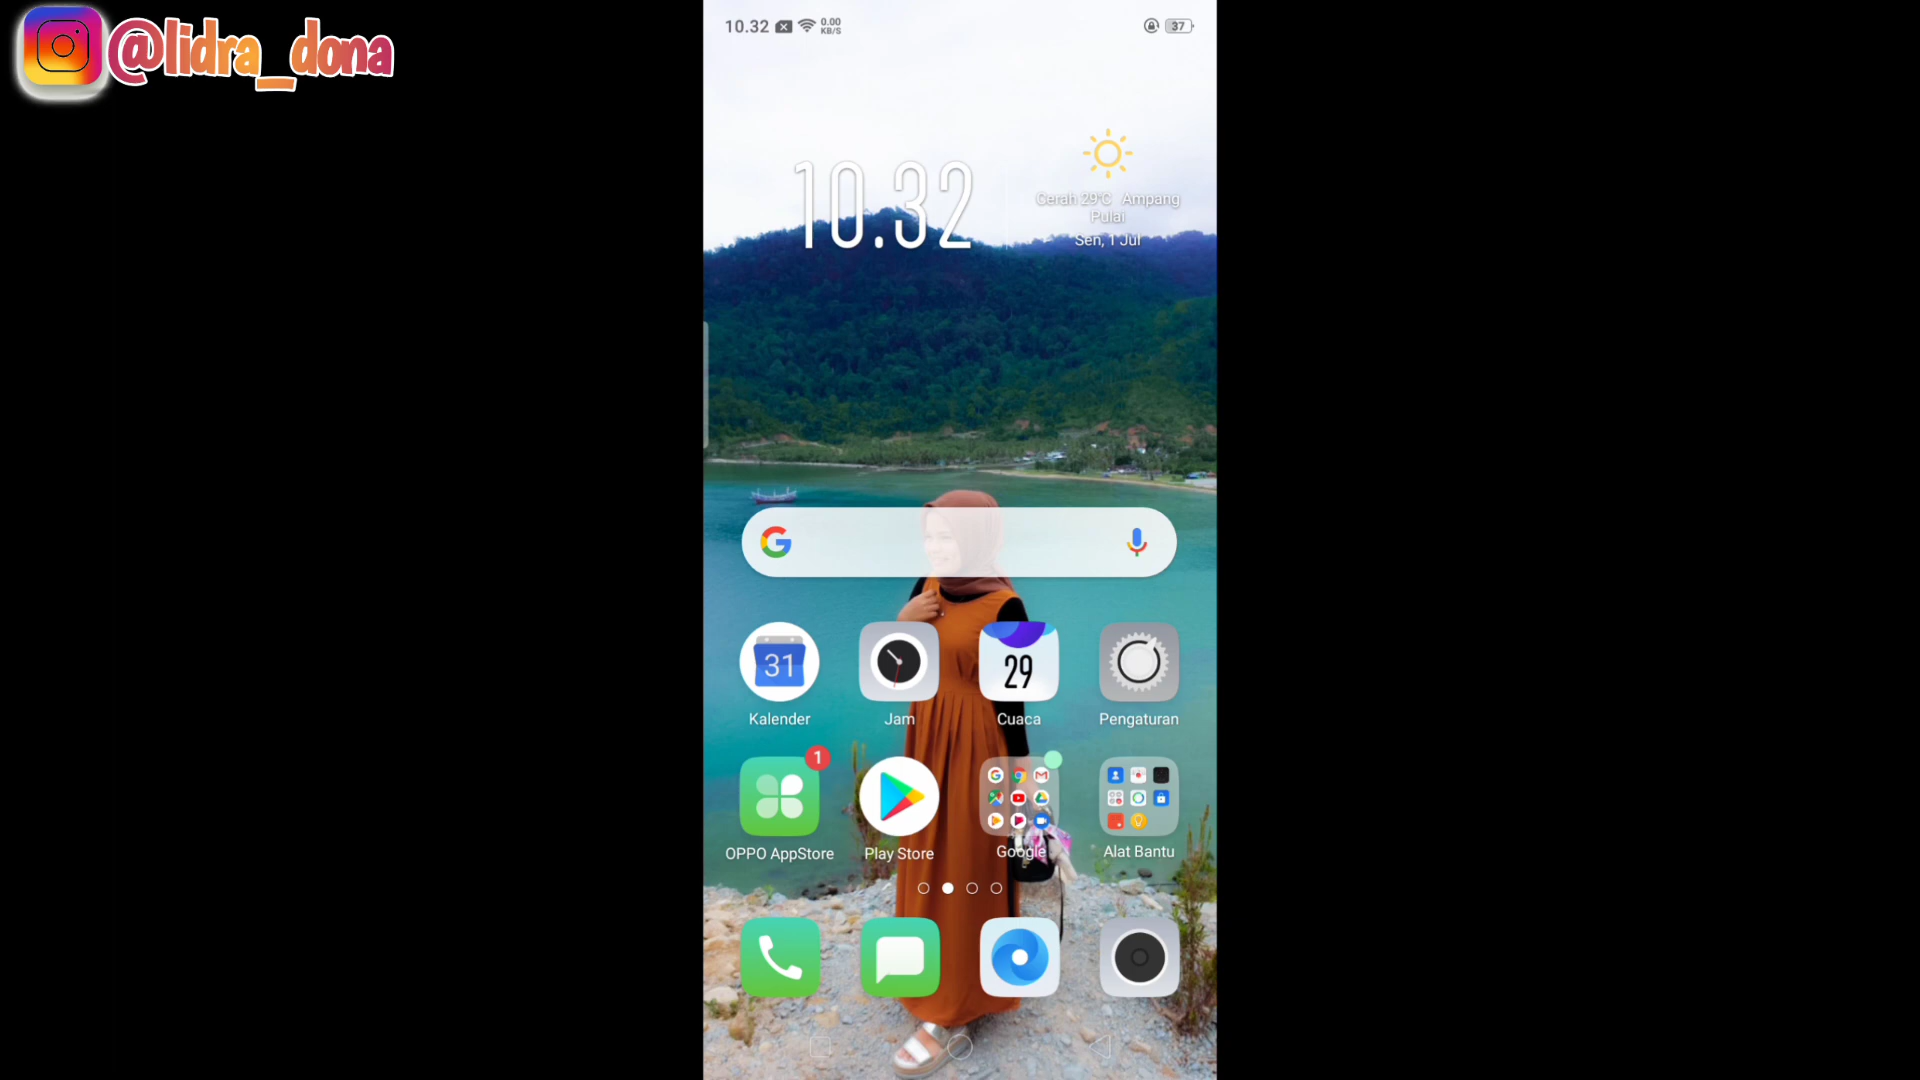 @lidra_dona
10.32
0.00
KB/S
37
10.32
Cerah 29°C Ampang
Pulai
Sen, 1 Jul
31
29
Kalender
Jam
Cuaca
Pengaturan
1
OPPO AppStore
Play Store
Google
Alat Bantu